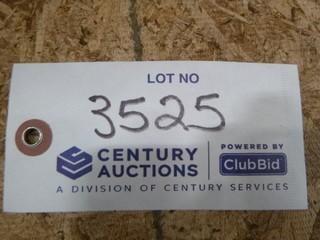 LOT NO
3525
CENTURY AUCTIONS
POWERED BY
ClubBid
A DIVISION OF CENTURY SERVICES